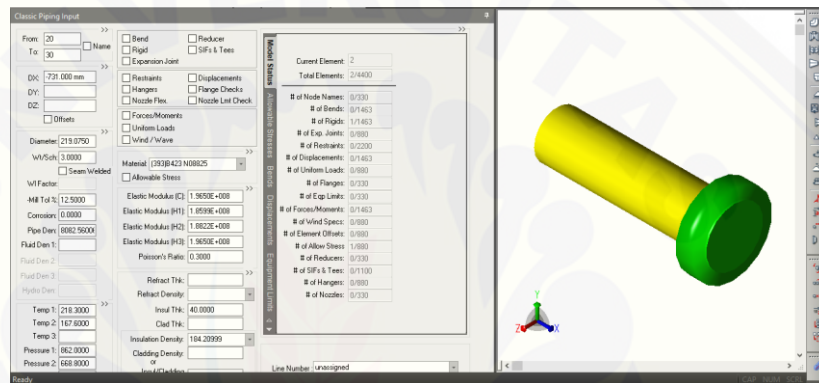 Classic Piping Input
From: 20
To: 30
Name
DX: -731.000 mm
DY:
DZ:
Offsets
Diameter: 219.0750
Wt/Sch: 3.0000
Seam Welded
WI Factor:
-Mill Tol %: 12.5000
Corrosion: 0.0000
Pipe Den: 8082.56000
Fluid Den 1:
Fluid Den 2:
Fluid Den 3:
Hydro Den:
Temp 1: 218.3000
Temp 2: 167.6000
Temp 3:
Pressure 1: 862.0000
Pressure 2: 668.8000
Bend
Reducer
Rigid
SIFs & Tees
Expansion Joint
Restraints
Displacements
Hangers
Flange Checks
Nozzle Flex.
Nozzle Lmt Check
Forces/Moments
Uniform Loads
Wind / Wave
Material: (393)B423 N08825
Allowable Stress
Elastic Modulus (C): 1.9650E+008
Elastic Modulus (H1): 1.8599E+008
Elastic Modulus (H2): 1.8822E+008
Elastic Modulus (H3): 1.9650E+008
Poisson's Ratio: 0.3000
Refract Thk:
Refract Density:
Insul Thk: 40.0000
Clad Thk:
Insulation Density: 184.20999
Cladding Density:
or
Insul/Cladding
Model Status
Allowable Stresses
Bends
Displacements
Equipment Limits
Current Element: 2
Total Elements: 2/4400
# of Node Names: 0/330
# of Bends: 0/1463
# of Rigids: 1/1463
# of Exp. Joints: 0/880
# of Restraints: 0/2200
# of Displacements: 0/1463
# of Uniform Loads: 0/880
# of Flanges: 0/330
# of Eqp Limits: 0/330
# of Forces/Moments: 0/1463
# of Wind Specs: 0/880
# of Element Offsets: 0/880
# of Allow Stress 1/880
# of Reducers: 0/330
# of SIFs & Tees: 0/1100
# of Hangers: 0/880
# of Nozzles: 0/330
Line Number: unassigned
Y
Z
X
Ready
CAP NUM SCRL